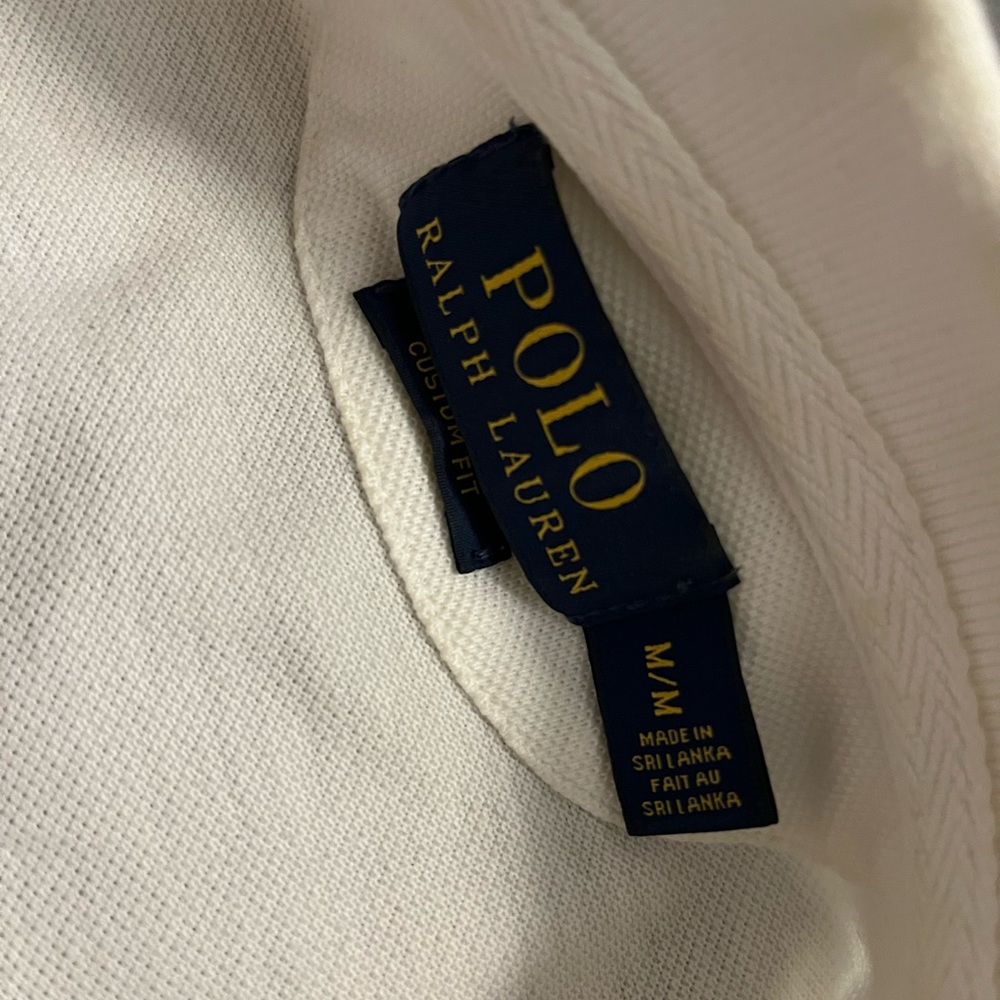 POLO
RALPH LAUREN
CUSTOM FIT
M/M
MADE IN
SRI LANKA
FAIT AU
SRI LANKA